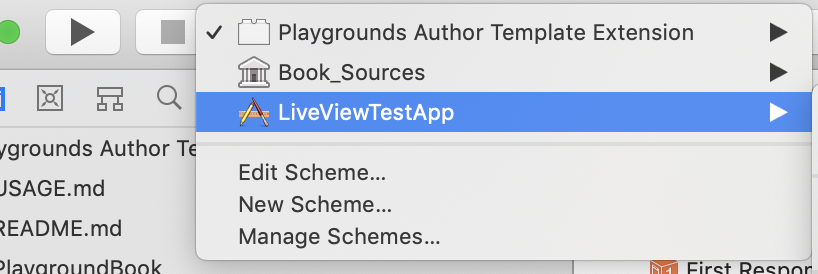 Playgrounds Author Template Extension
Book_Sources
LiveViewTestApp
Edit Scheme...
New Scheme...
Manage Schemes...
ygrounds Author Te
USAGE.md
README.md
PlaygroundBook
First Respon